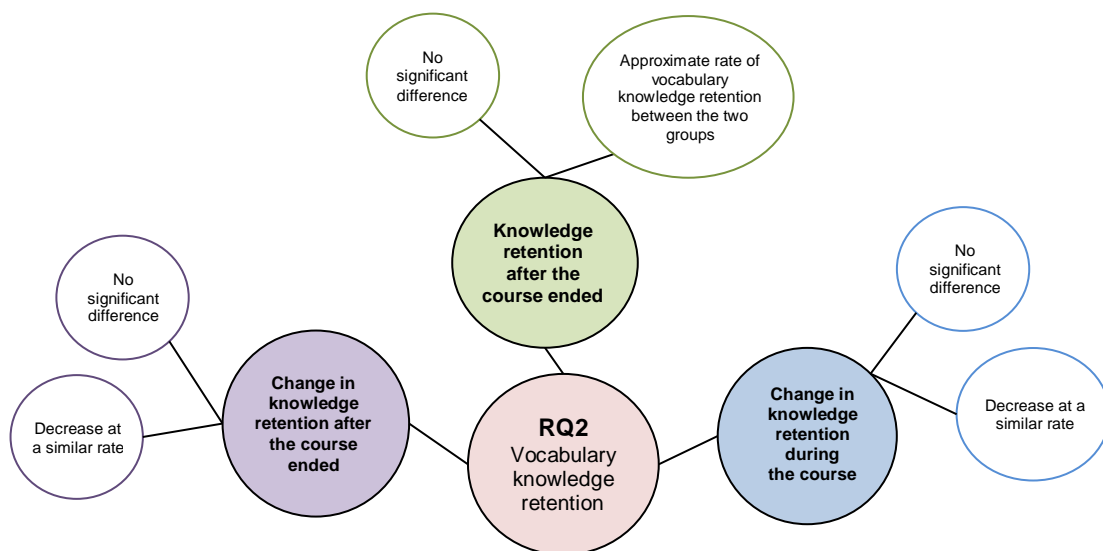 No
significant
difference
Approximate rate of
vocabulary
knowledge retention
between the two
groups
Knowledge
retention
after the
course ended
No
significant
difference
No
significant
difference
Change in
knowledge
retention after
the course
ended
Decrease at
a similar rate
RQ2
Vocabulary
knowledge
retention
Change in
knowledge
retention
during
the course
Decrease at
a similar rate